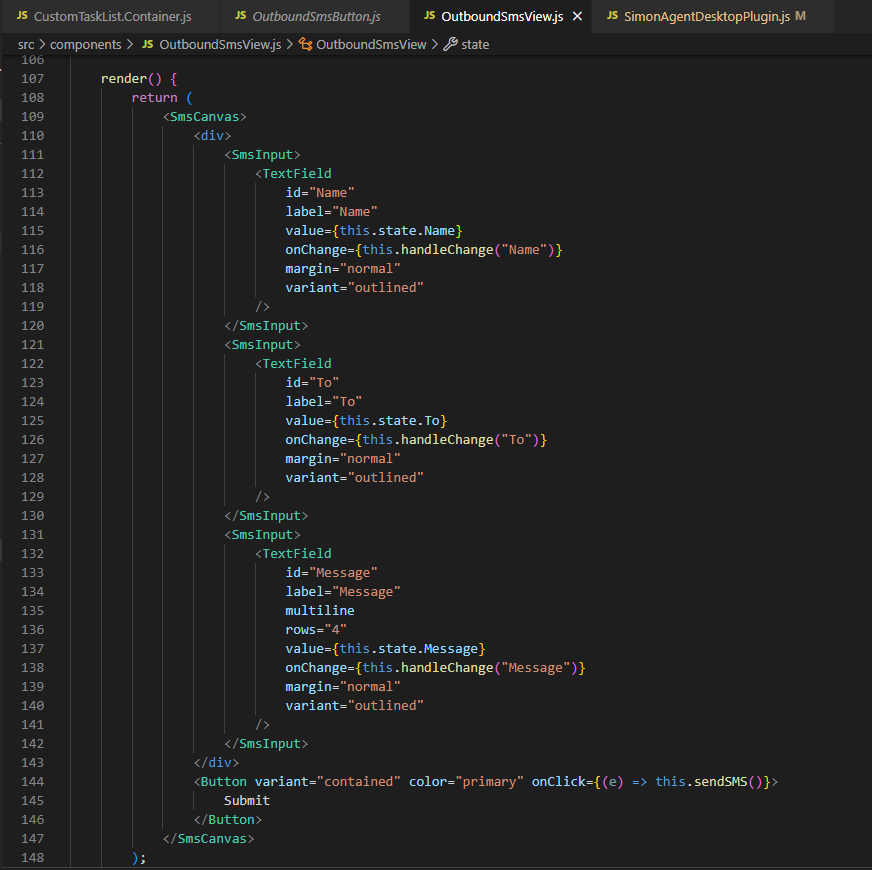 JS CustomTaskList.Container.js JS OutboundSmsButton.js JS OutboundSmsView.js × JS SimonAgentDesktopPlugin.js M
src > components > JS OutboundSmsView.js > OutboundSmsView > state
106
107 render() {
108 return (
109 <SmsCanvas>
110 <div>
111 <SmsInput>
112 <TextField
113 id="Name"
114 label="Name"
115 value={this.state.Name}
116 onChange={this.handleChange("Name")}
117 margin="normal"
118 variant="outlined"
119 />
120 </SmsInput>
121 <SmsInput>
122 <TextField
123 id="To"
124 label="To"
125 value={this.state.To}
126 onChange={this.handleChange("To")}
127 margin="normal"
128 variant="outlined"
129 />
130 </SmsInput>
131 <SmsInput>
132 <TextField
133 id="Message"
134 label="Message"
135 multiline
136 rows="4"
137 value={this.state.Message}
138 onChange={this.handleChange("Message")}
139 margin="normal"
140 variant="outlined"
141 />
142 </SmsInput>
143 </div>
144 <Button variant="contained" color="primary" onClick={(e) => this.sendSMS()}>
145 Submit
146 </Button>
147 </SmsCanvas>
148 );